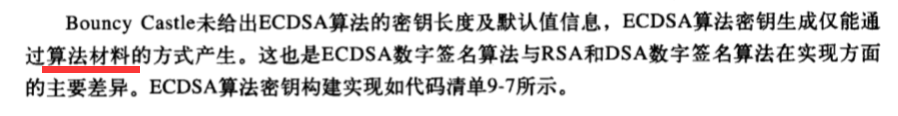 Bouncy Castle未给出ECDSA算法的密钥长度及默认值信息，ECDSA算法密钥生成仅能通
过算法材料的方式产生。这也是ECDSA数字签名算法与RSA和DSA数字签名算法在实现方面
的主要差异。ECDSA算法密钥构建实现如代码清单9-7所示。